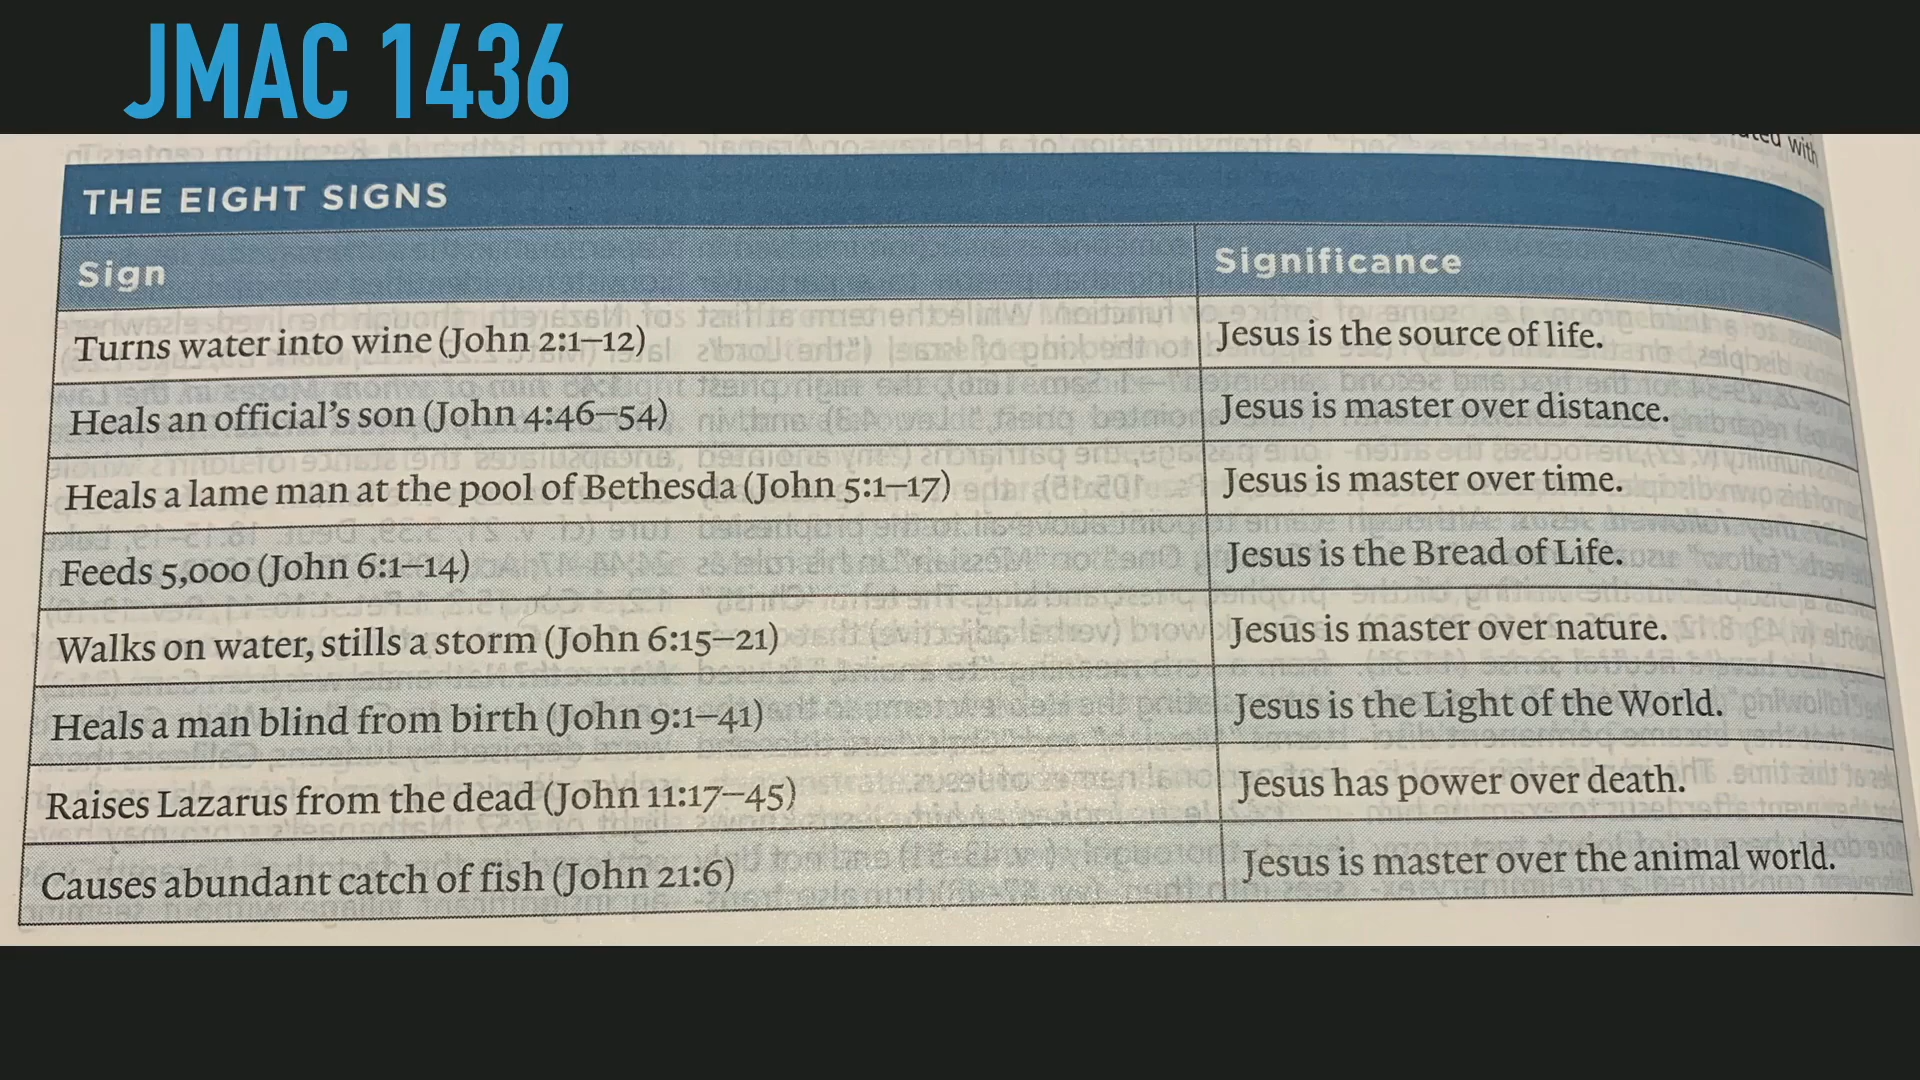 JMAC 1436
with
THE EIGHT SIGNS
Sign Significance
Turns water into wine (John 2:1–12) Jesus is the source of life.
Heals an official's son (John 4:46–54) Jesus is master over distance.
Heals a lame man at the pool of Bethesda (John 5:1–17) Jesus is master over time.
Feeds 5,000 (John 6:1–14) Jesus is the Bread of Life.
Walks on water, stills a storm (John 6:15–21) Jesus is master over nature.
Heals a man blind from birth (John 9:1–41) Jesus is the Light of the World.
Raises Lazarus from the dead (John 11:17–45) Jesus has power over death.
Causes abundant catch of fish (John 21:6) Jesus is master over the animal world.